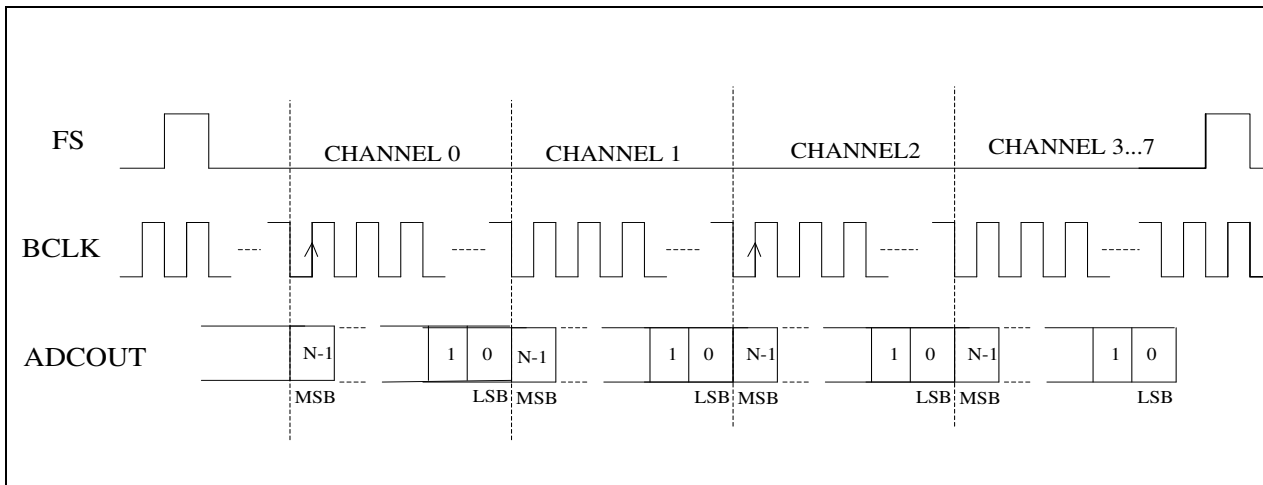 FS
CHANNEL 0 CHANNEL 1 CHANNEL2 CHANNEL 3...7
BCLK
ADCOUT
N-1 1 0 N-1 1 0 N-1 1 0 N-1 1 0
MSB LSB MSB LSB MSB LSB MSB LSB